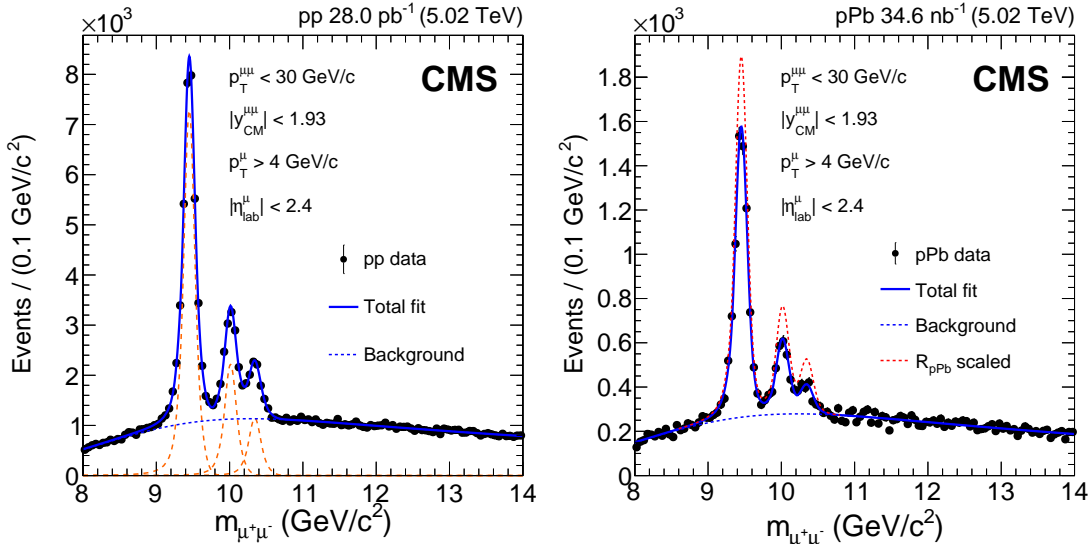 ×10³
pp 28.0 pb⁻¹ (5.02 TeV)
CMS
p_T^μμ < 30 GeV/c
|y_CM^μμ| < 1.93
p_T^μ > 4 GeV/c
|η_lab^μ| < 2.4
pp data
Total fit
Background
Events / (0.1 GeV/c²)
8
7
6
5
4
3
2
1
0
8 9 10 11 12 13 14
m_μ⁺μ⁻ (GeV/c²)
×10³
pPb 34.6 nb⁻¹ (5.02 TeV)
CMS
p_T^μμ < 30 GeV/c
|y_CM^μμ| < 1.93
p_T^μ > 4 GeV/c
|η_lab^μ| < 2.4
pPb data
Total fit
Background
R_pPb scaled
Events / (0.1 GeV/c²)
1.8
1.6
1.4
1.2
1.0
0.8
0.6
0.4
0.2
0
8 9 10 11 12 13 14
m_μ⁺μ⁻ (GeV/c²)